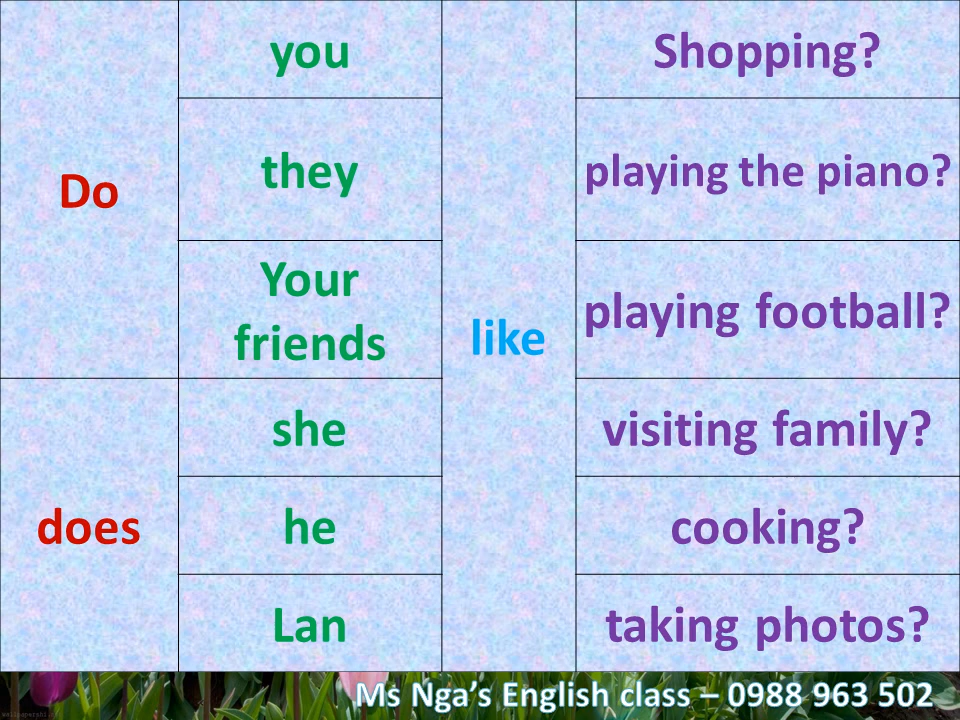 you
Shopping?
Do
they
playing the piano?
Your
friends
playing football?
like
she
visiting family?
does
he
cooking?
Lan
taking photos?
Ms Nga’s English class – 0988 963 502